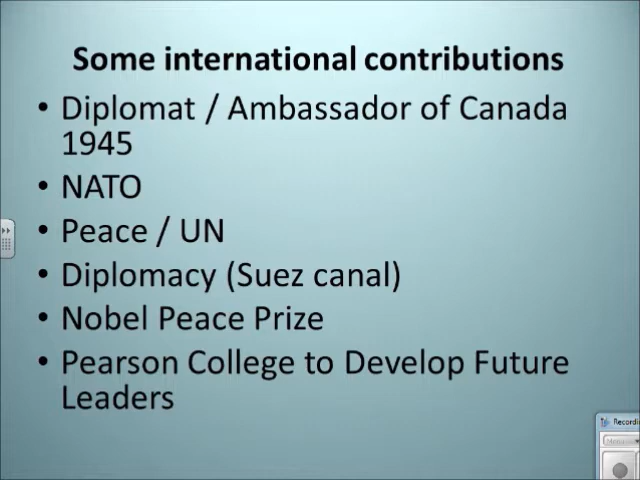 Some international contributions
• Diplomat / Ambassador of Canada
1945
• NATO
• Peace / UN
• Diplomacy (Suez canal)
• Nobel Peace Prize
• Pearson College to Develop Future
Leaders
Menu